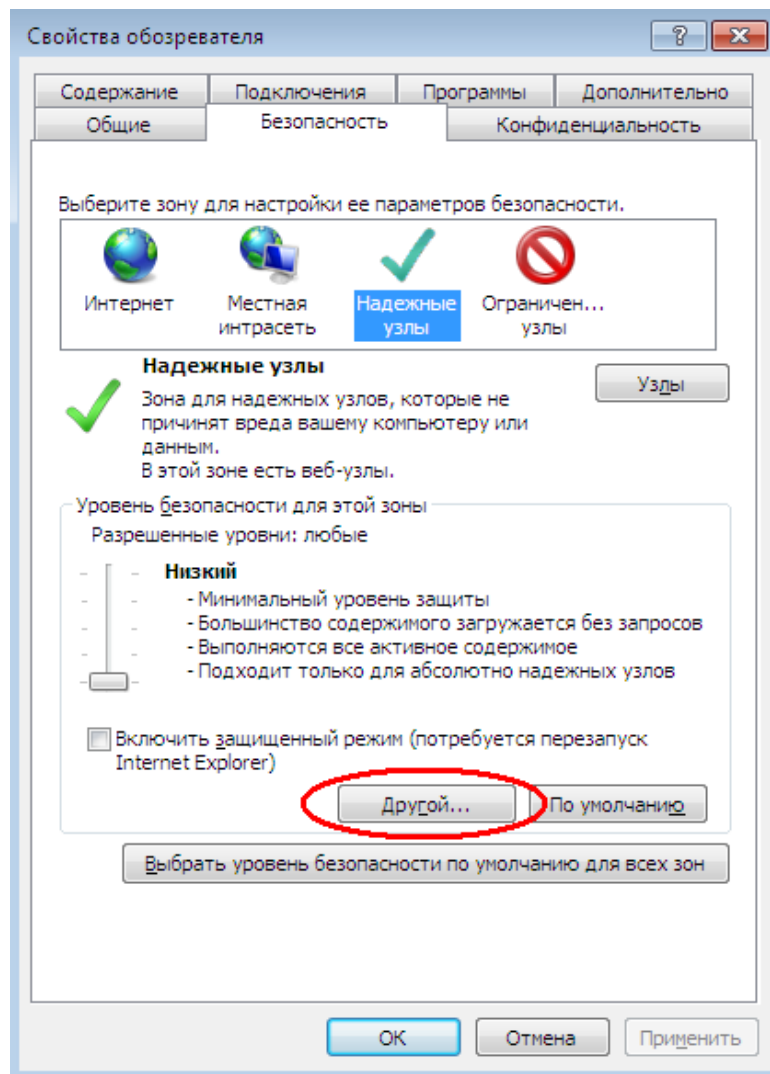 Свойства обозревателя
Содержание Подключения Программы Дополнительно
Общие Безопасность Конфиденциальность
Выберите зону для настройки ее параметров безопасности.
Интернет Местная Надежные Ограничен...
интрасеть узлы узлы
Надежные узлы
Узлы
Зона для надежных узлов, которые не
причинят вреда вашему компьютеру или
данным.
В этой зоне есть веб-узлы.
Уровень безопасности для этой зоны
Разрешенные уровни: любые
Низкий
- Минимальный уровень защиты
- Большинство содержимого загружается без запросов
- Выполняются все активное содержимое
- Подходит только для абсолютно надежных узлов
Включить защищенный режим (потребуется перезапуск
Internet Explorer)
Другой... По умолчанию
Выбрать уровень безопасности по умолчанию для всех зон
ОК Отмена Применить